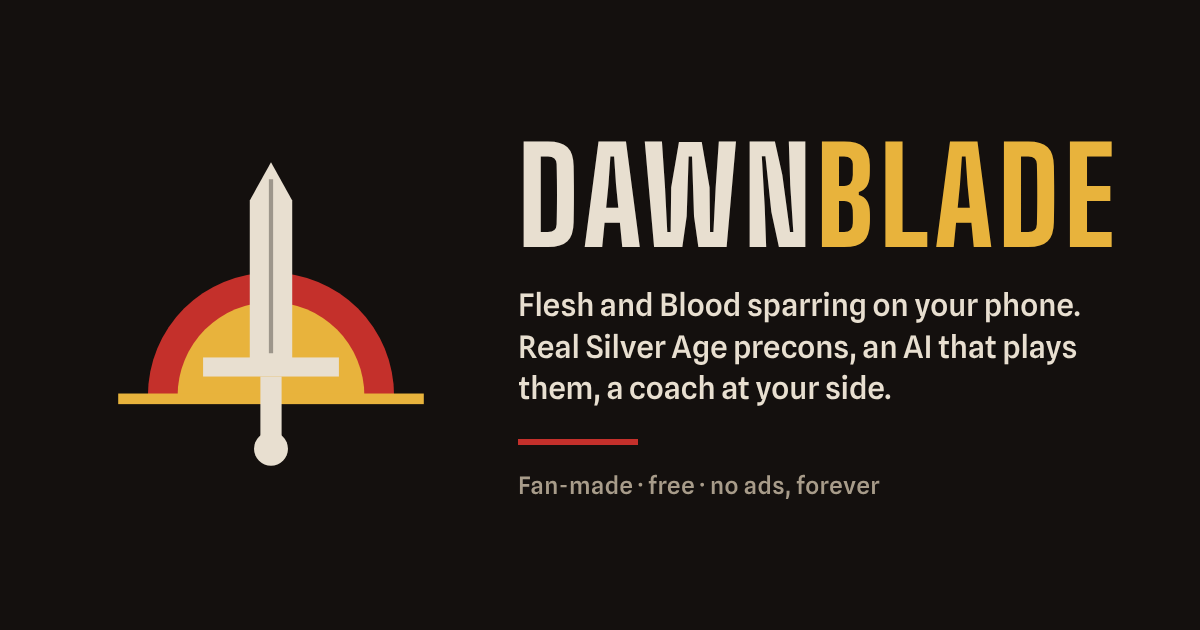 DAWNBLADE
Flesh and Blood sparring on your phone.
Real Silver Age precons, an AI that plays
them, a coach at your side.
Fan-made · free · no ads, forever